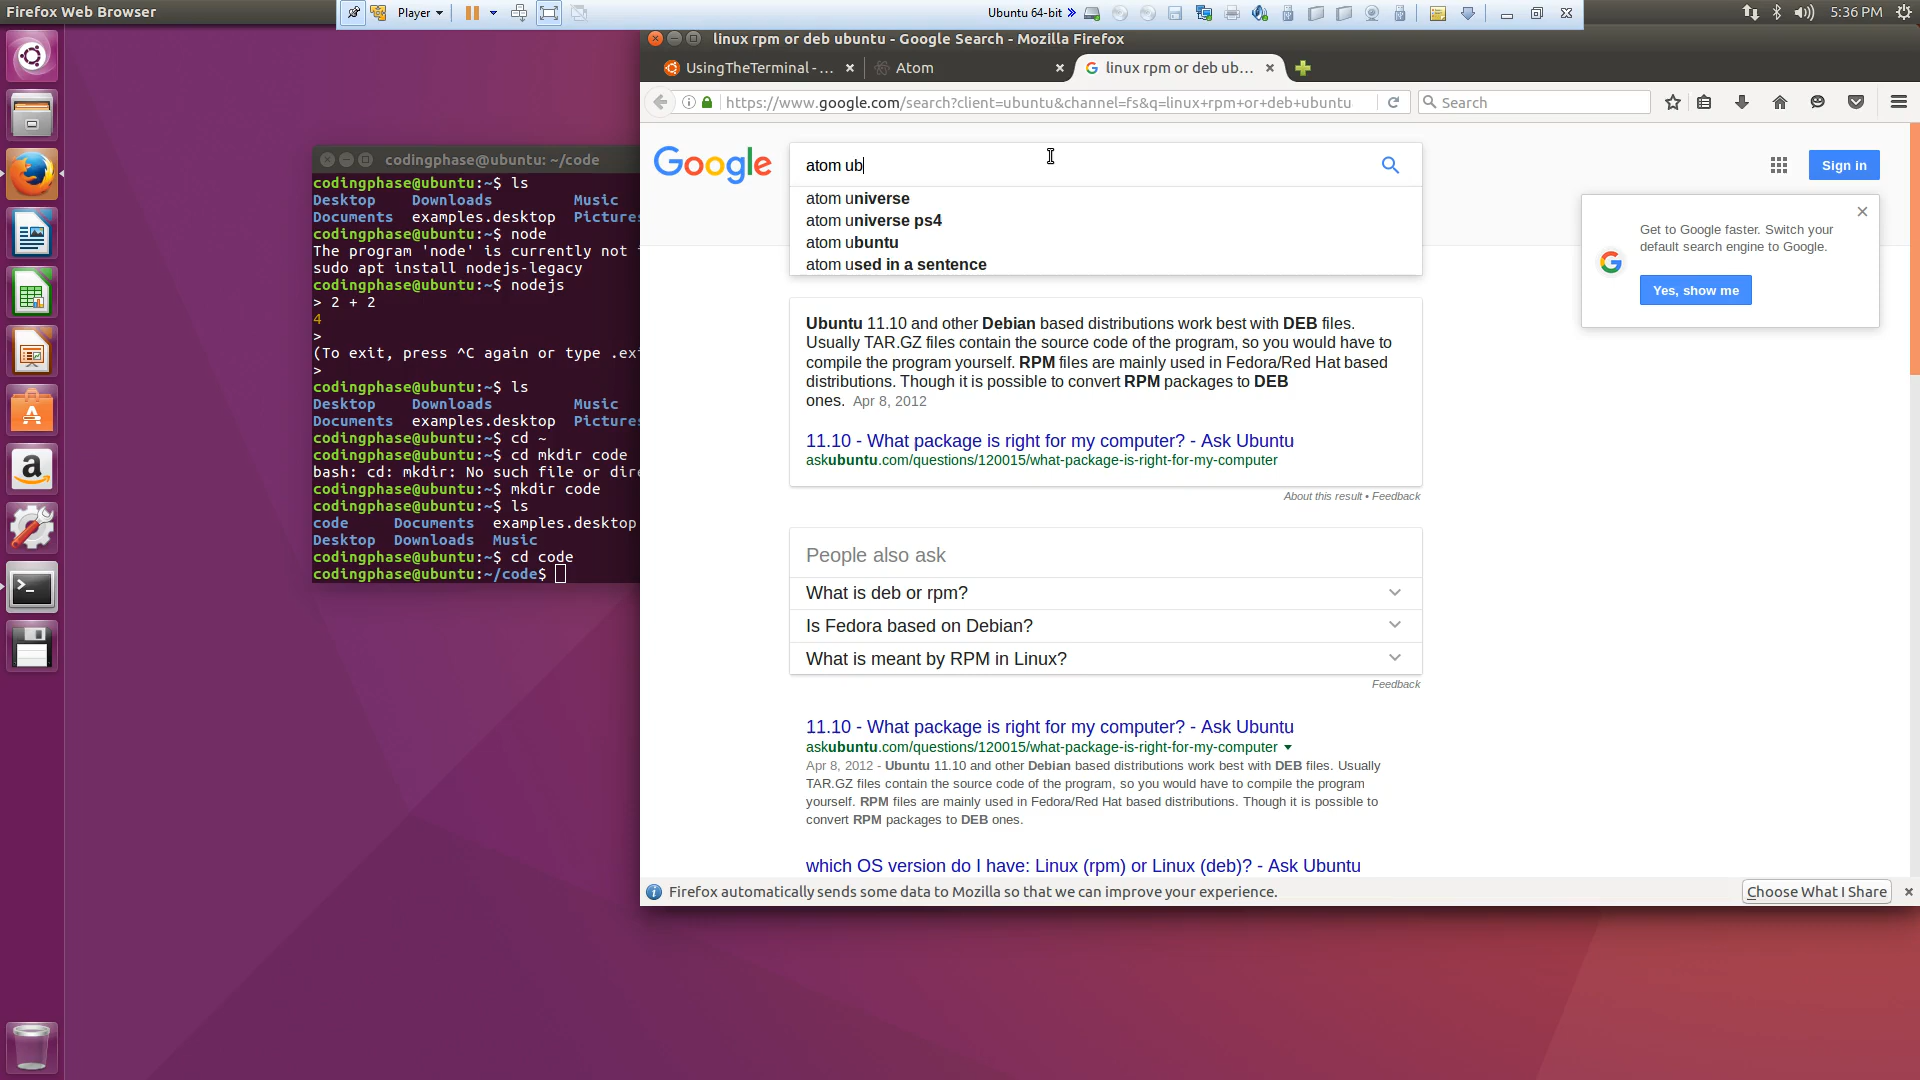 Firefox Web Browser
Player
Ubuntu 64-bit
5:36 PM
linux rpm or deb ubuntu - Google Search - Mozilla Firefox
UsingTheTerminal - ...
Atom
linux rpm or deb ub...
https://www.google.com/search?client=ubuntu&channel=fs&q=linux+rpm+or+deb+ubuntu
Search
Google
atom ub
Sign in
atom universe
atom universe ps4
atom ubuntu
atom used in a sentence
Get to Google faster. Switch your
default search engine to Google.
Yes, show me
codingphase@ubuntu: ~/code
codingphase@ubuntu:~$ ls
Desktop Downloads Music
Documents examples.desktop Pictures
codingphase@ubuntu:~$ node
The program 'node' is currently not
sudo apt install nodejs-legacy
codingphase@ubuntu:~$ nodejs
> 2 + 2
4
>
(To exit, press ^C again or type .ex
>
codingphase@ubuntu:~$ ls
Desktop Downloads Music
Documents examples.desktop Pictures
codingphase@ubuntu:~$ cd ~
codingphase@ubuntu:~$ cd mkdir code
bash: cd: mkdir: No such file or dire
codingphase@ubuntu:~$ mkdir code
codingphase@ubuntu:~$ ls
code Documents examples.desktop
Desktop Downloads Music
codingphase@ubuntu:~$ cd code
codingphase@ubuntu:~/code$
Ubuntu 11.10 and other Debian based distributions work best with DEB files.
Usually TAR.GZ files contain the source code of the program, so you would have to
compile the program yourself. RPM files are mainly used in Fedora/Red Hat based
distributions. Though it is possible to convert RPM packages to DEB
ones. Apr 8, 2012
11.10 - What package is right for my computer? - Ask Ubuntu
askubuntu.com/questions/120015/what-package-is-right-for-my-computer
About this result • Feedback
People also ask
What is deb or rpm?
Is Fedora based on Debian?
What is meant by RPM in Linux?
Feedback
11.10 - What package is right for my computer? - Ask Ubuntu
askubuntu.com/questions/120015/what-package-is-right-for-my-computer
Apr 8, 2012 - Ubuntu 11.10 and other Debian based distributions work best with DEB files. Usually
TAR.GZ files contain the source code of the program, so you would have to compile the program
yourself. RPM files are mainly used in Fedora/Red Hat based distributions. Though it is possible to
convert RPM packages to DEB ones.
which OS version do I have: Linux (rpm) or Linux (deb)? - Ask Ubuntu
Firefox automatically sends some data to Mozilla so that we can improve your experience.
Choose What I Share